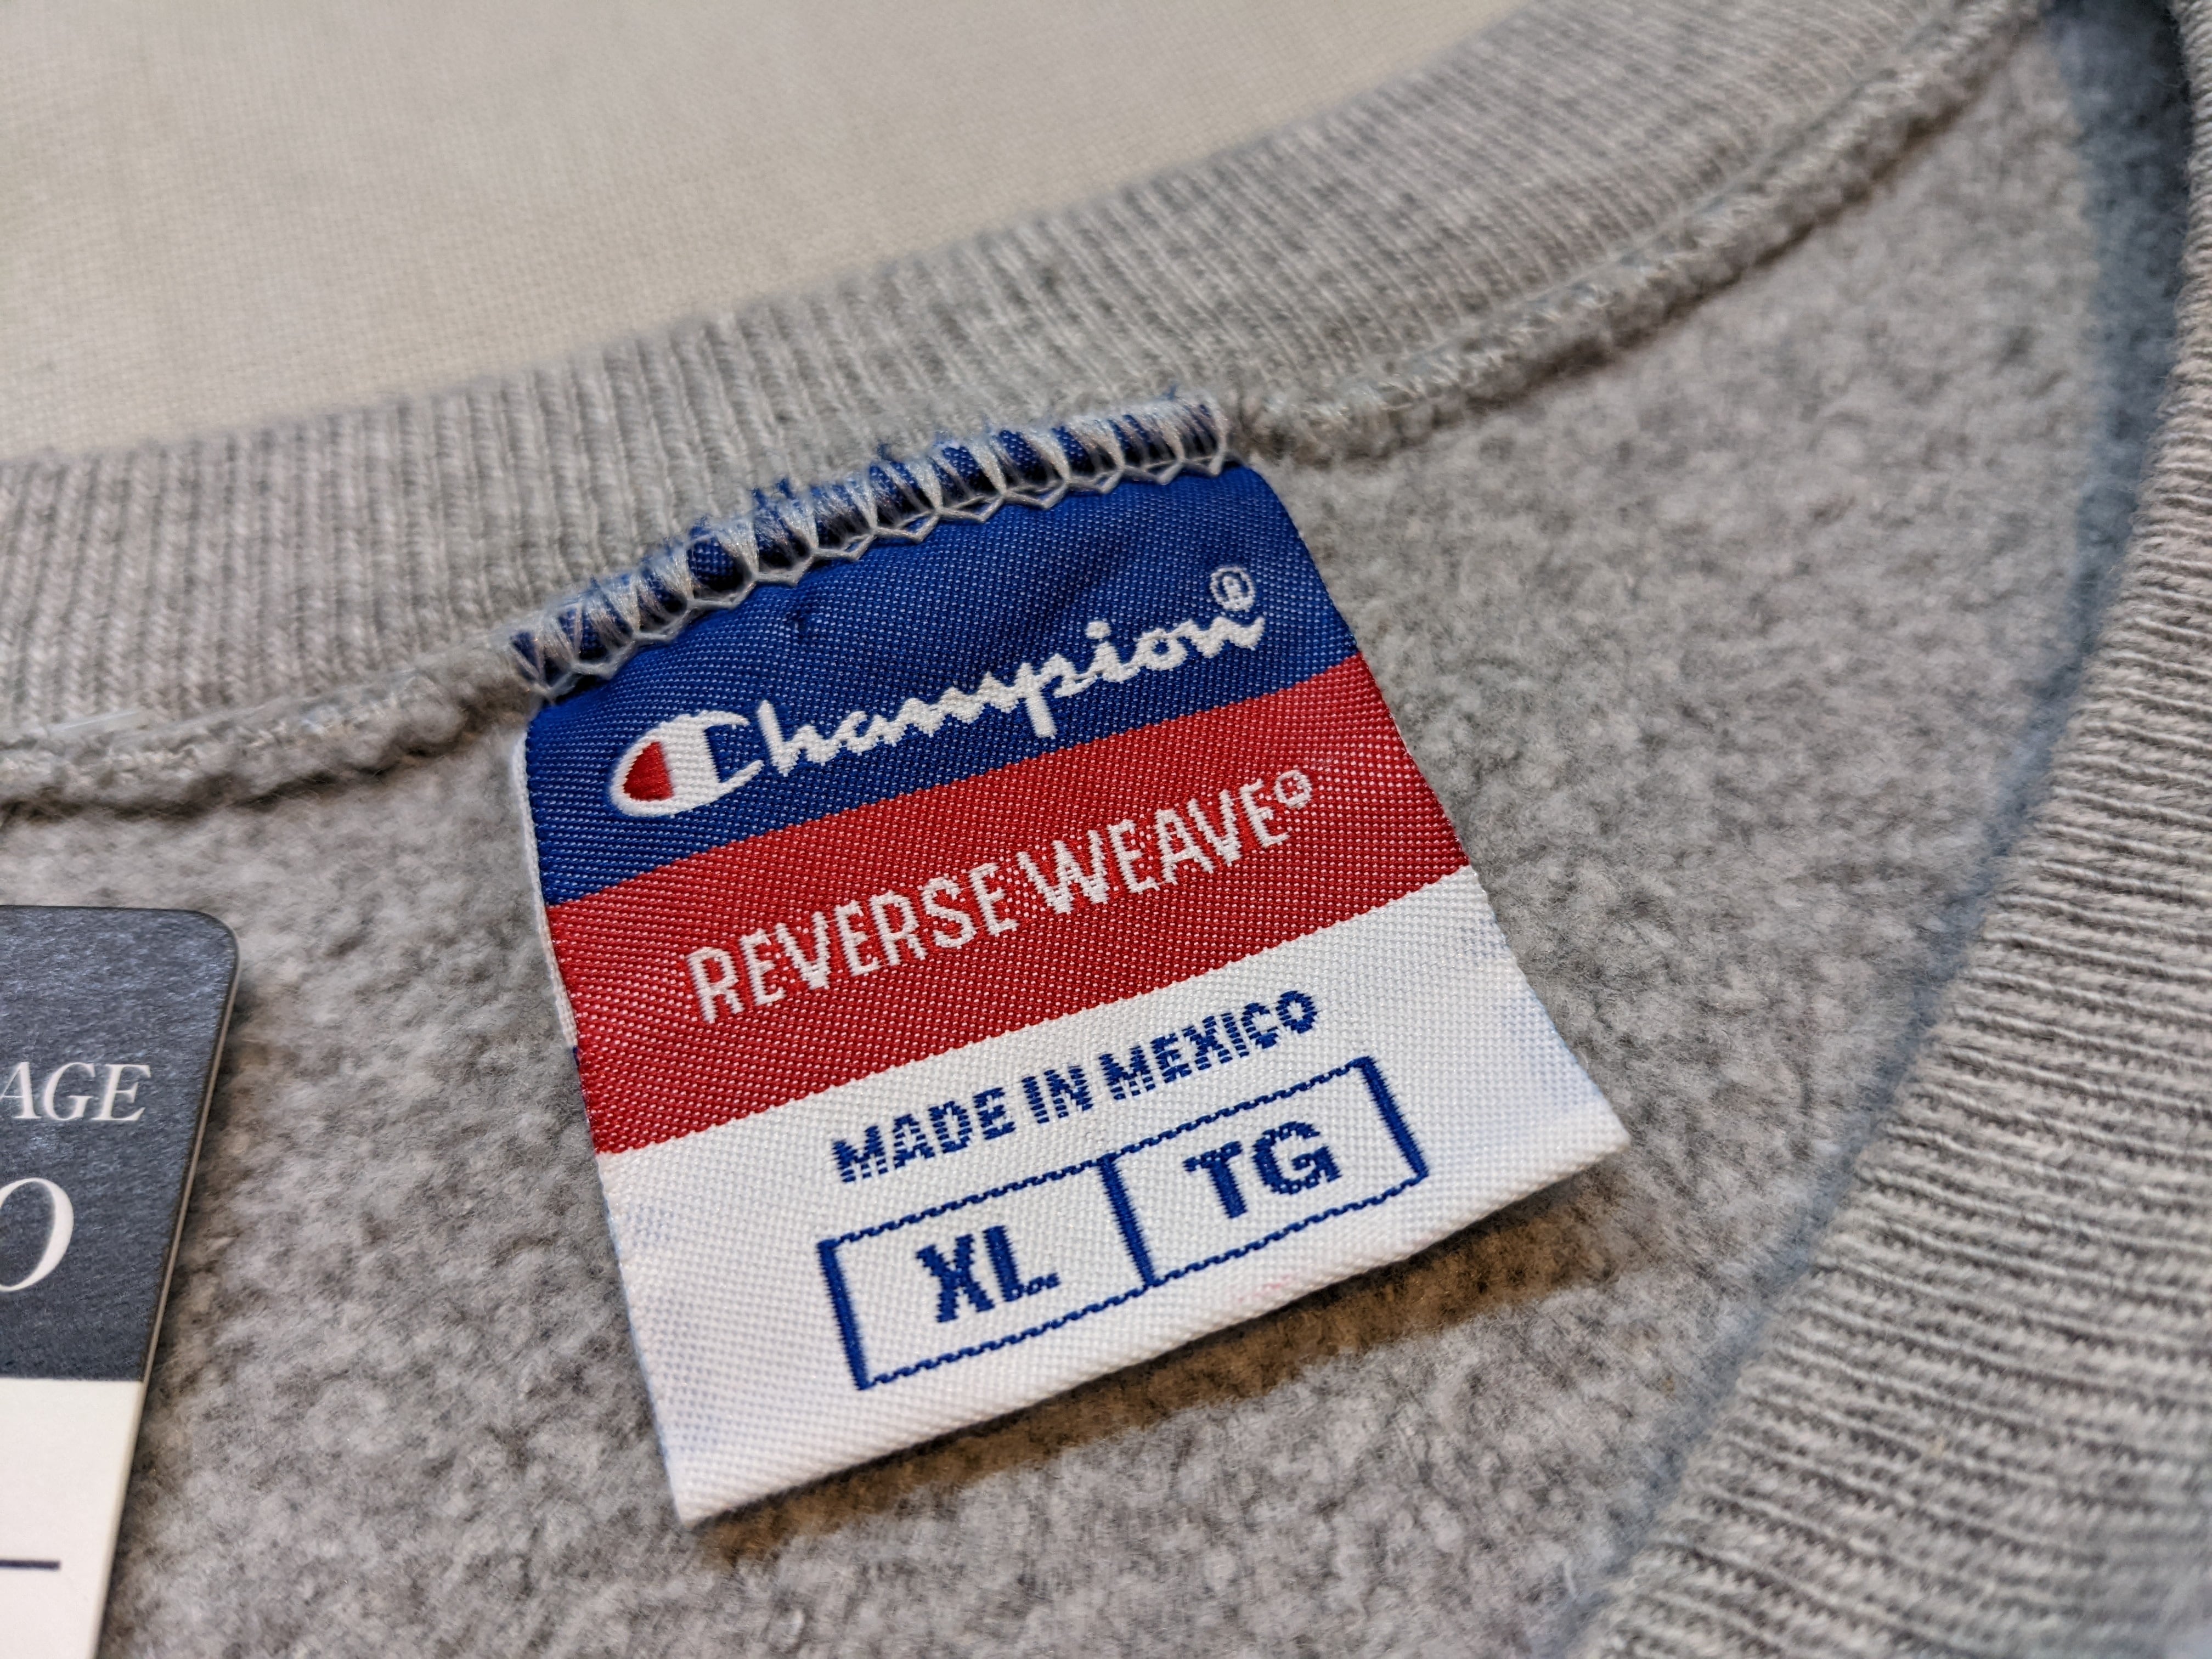 Champion®
REVERSE WEAVE®
MADE IN MEXICO
XL TG
AGE
O